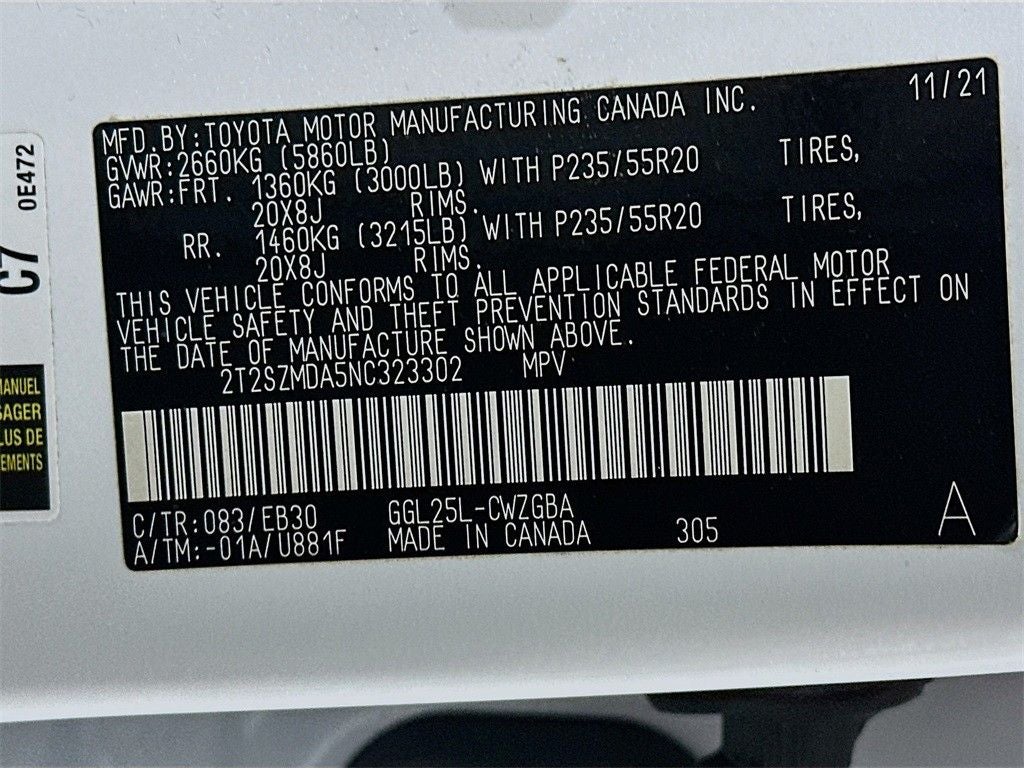 11/21
MFD.BY:TOYOTA MOTOR MANUFACTURING CANADA INC.
GVWR:2660KG (5860LB)
GAWR:FRT. 1360KG (3000LB) WITH P235/55R20 TIRES,
20X8J RIMS.
RR. 1460KG (3215LB) WITH P235/55R20 TIRES,
20X8J RIMS.
THIS VEHICLE CONFORMS TO ALL APPLICABLE FEDERAL MOTOR
VEHICLE SAFETY AND THEFT PREVENTION STANDARDS IN EFFECT ON
THE DATE OF MANUFACTURE SHOWN ABOVE.
2T2SZMDA5NC323302 MPV
C/TR:083/EB30 GGL25L-CWZGBA
A/TM:-01A/U881F MADE IN CANADA 305 A
0E472
C7
MANUEL
LUS DE